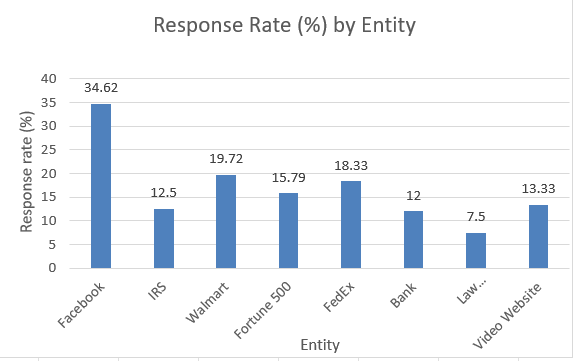 Response Rate (%) by Entity
Response rate (%)
40
35
30
25
20
15
10
5
0
34.62
12.5
19.72
15.79
18.33
12
7.5
13.33
Facebook
IRS
Walmart
Fortune 500
FedEx
Bank
Law...
Video Website
Entity